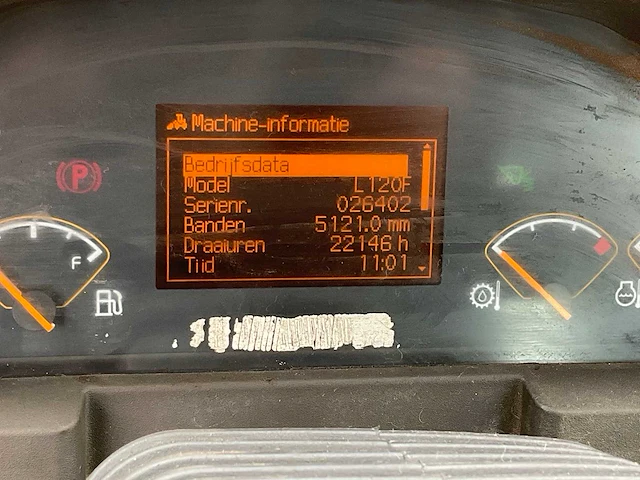 Machine-informatie
Bedrijfsdata
Model L120F
Serienr. 026402
Banden 5121.0 mm
Draaiuren 22146 h
Tijd 11:01
P
F